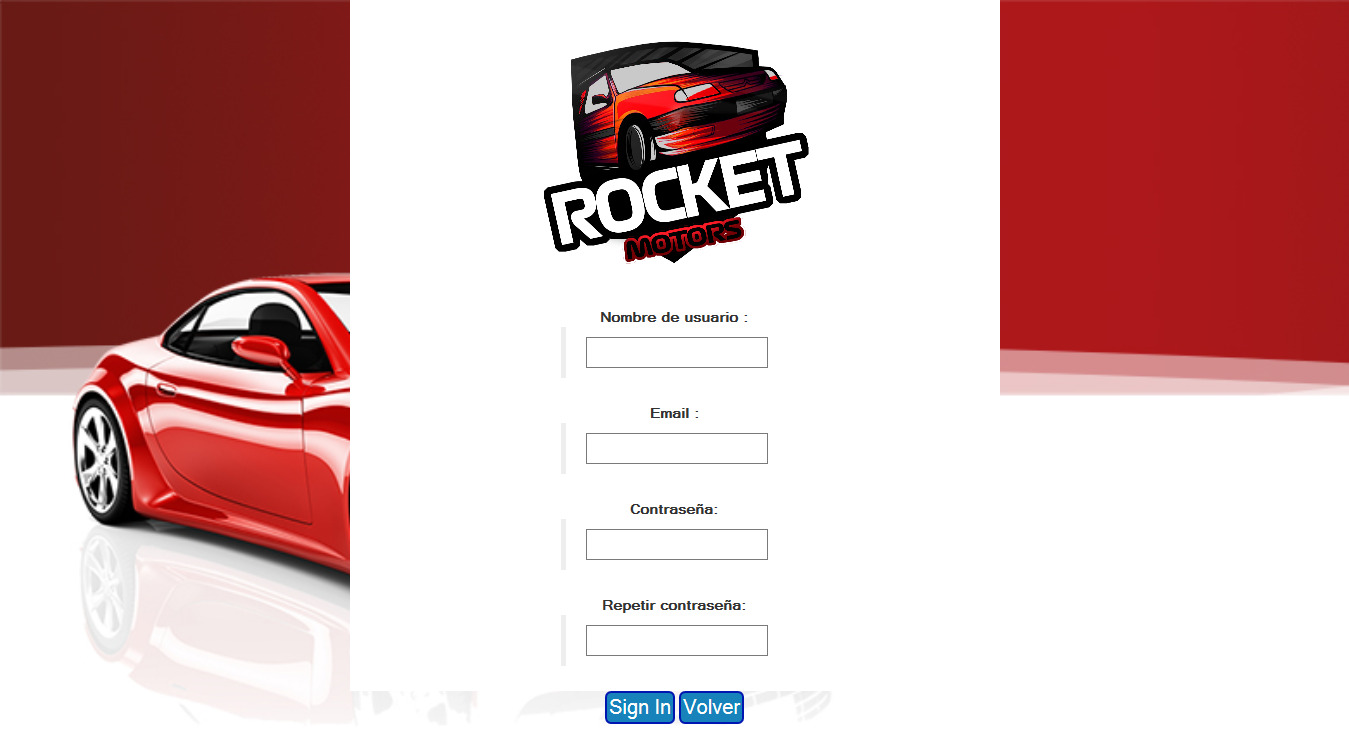 ROCKET
MOTORS
Nombre de usuario :
Email :
Contraseña:
Repetir contraseña:
Sign In Volver